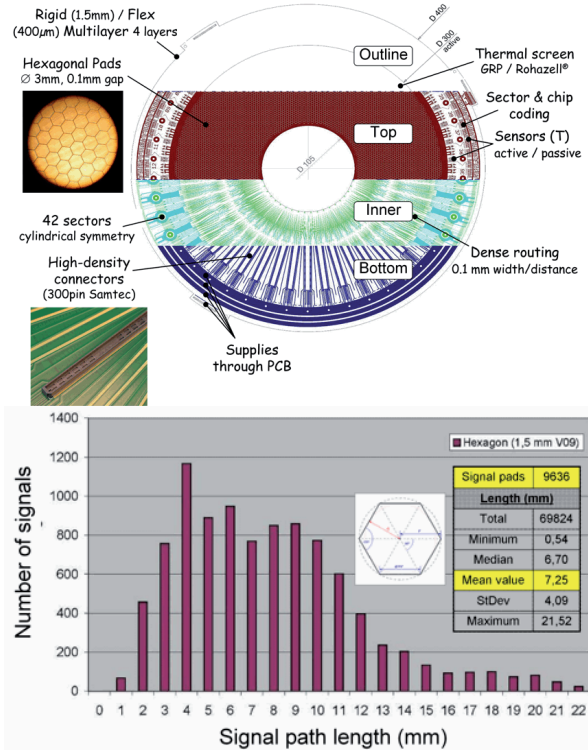 Rigid (1.5mm) / Flex
(400µm) Multilayer 4 layers
Hexagonal Pads
∅ 3mm, 0.1mm gap
Outline
D 400
D 300
active
Thermal screen
GRP / Rohazell®
Sector & chip
coding
Sensors (T)
active / passive
Top
D 105
42 sectors
cylindrical symmetry
Inner
Dense routing
0.1 mm width/distance
High-density
connectors
(300pin Samtec)
Bottom
Supplies
through PCB
Number of signals
1400
1200
1000
800
600
400
200
0
Hexagon (1,5 mm V09)
Signal pads 9636
Length (mm)
Total 69824
Minimum 0,54
Median 6,70
Mean value 7,25
StDev 4,09
Maximum 21,52
0 1 2 3 4 5 6 7 8 9 10 11 12 13 14 15 16 17 18 19 20 21 22
Signal path length (mm)